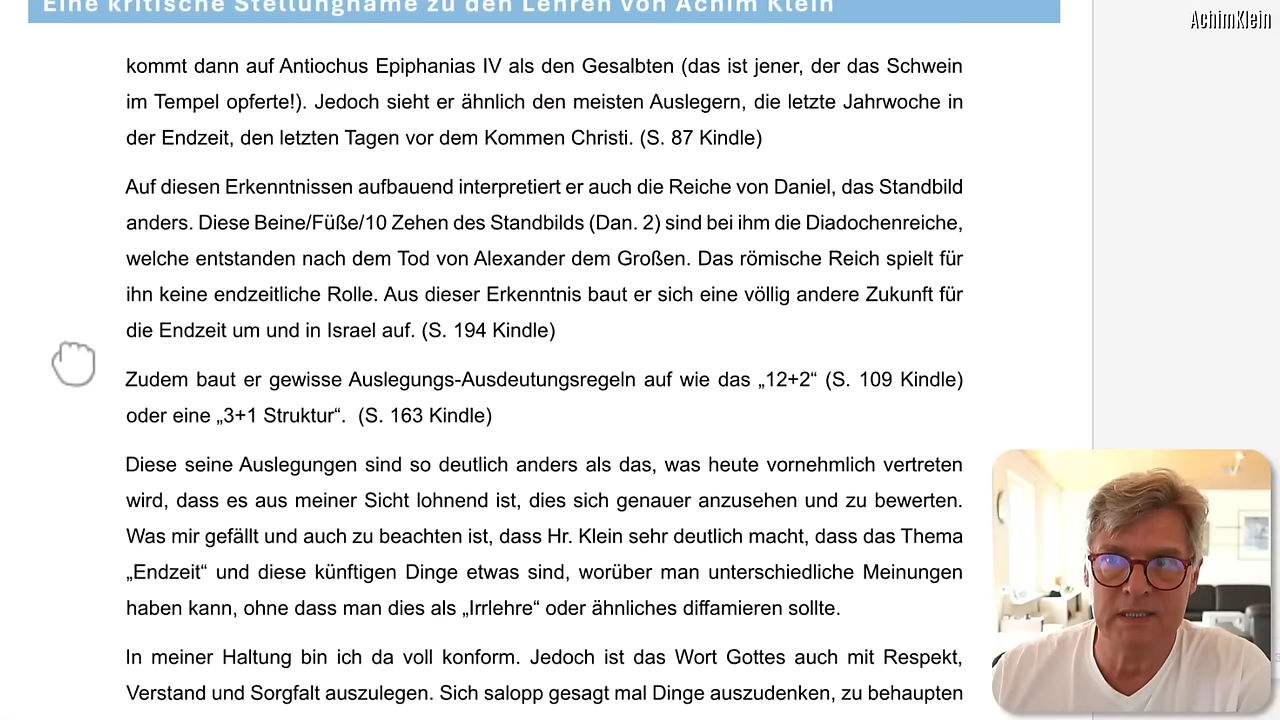 Eine kritische Stellungname zu den Lehren von Achim Klein
AchimKlein
kommt dann auf Antiochus Epiphanias IV als den Gesalbten (das ist jener, der das Schwein
im Tempel opferte!). Jedoch sieht er ähnlich den meisten Auslegern, die letzte Jahrwoche in
der Endzeit, den letzten Tagen vor dem Kommen Christi. (S. 87 Kindle)
Auf diesen Erkenntnissen aufbauend interpretiert er auch die Reiche von Daniel, das Standbild
anders. Diese Beine/Füße/10 Zehen des Standbilds (Dan. 2) sind bei ihm die Diadochenreiche,
welche entstanden nach dem Tod von Alexander dem Großen. Das römische Reich spielt für
ihn keine endzeitliche Rolle. Aus dieser Erkenntnis baut er sich eine völlig andere Zukunft für
die Endzeit um und in Israel auf. (S. 194 Kindle)
Zudem baut er gewisse Auslegungs-Ausdeutungsregeln auf wie das „12+2“ (S. 109 Kindle)
oder eine „3+1 Struktur“. (S. 163 Kindle)
Diese seine Auslegungen sind so deutlich anders als das, was heute vornehmlich vertreten
wird, dass es aus meiner Sicht lohnend ist, dies sich genauer anzusehen und zu bewerten.
Was mir gefällt und auch zu beachten ist, dass Hr. Klein sehr deutlich macht, dass das Thema
„Endzeit“ und diese künftigen Dinge etwas sind, worüber man unterschiedliche Meinungen
haben kann, ohne dass man dies als „Irrlehre“ oder ähnliches diffamieren sollte.
In meiner Haltung bin ich da voll konform. Jedoch ist das Wort Gottes auch mit Respekt,
Verstand und Sorgfalt auszulegen. Sich salopp gesagt mal Dinge auszudenken, zu behaupten